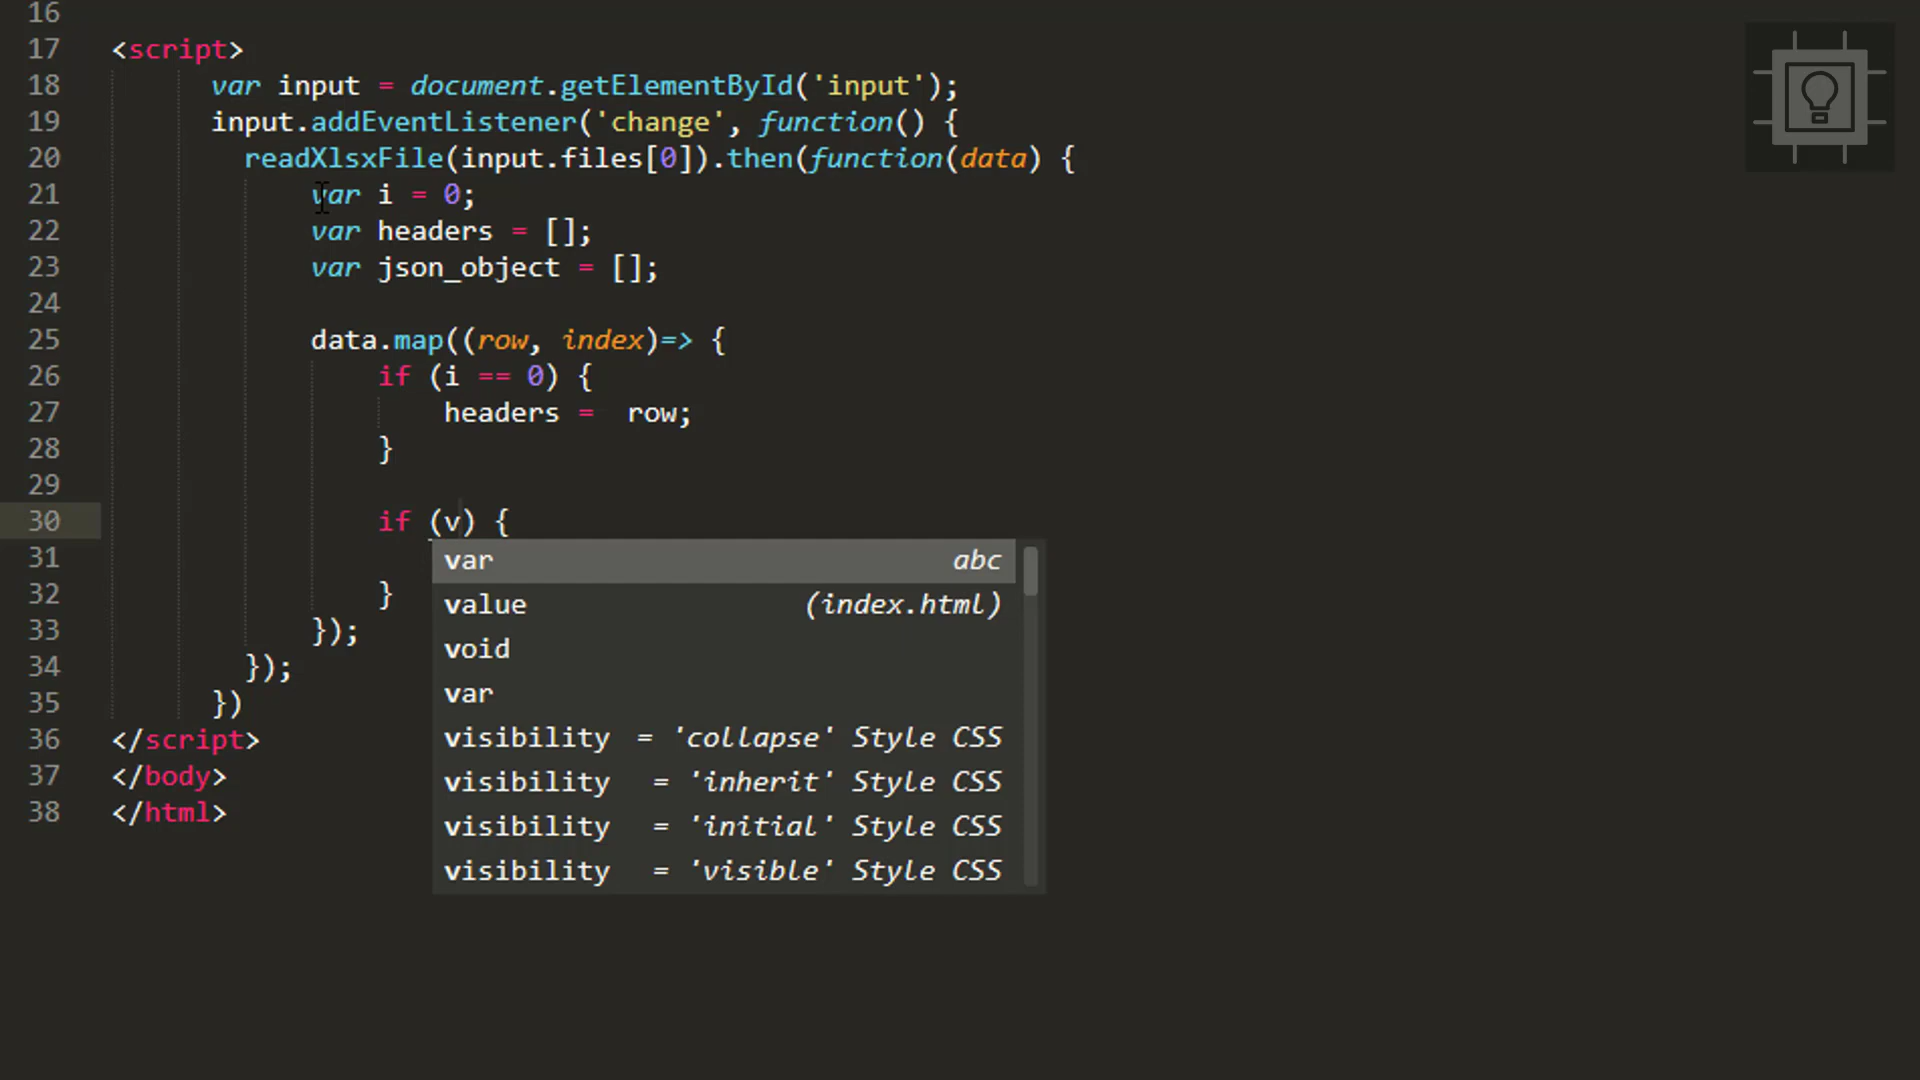 16
17 <script>
18 var input = document.getElementById('input');
19 input.addEventListener('change', function() {
20 readXlsxFile(input.files[0]).then(function(data) {
21 var i = 0;
22 var headers = [];
23 var json_object = [];
24
25 data.map((row, index)=> {
26 if (i == 0) {
27 headers =  row;
28 }
29
30 if (v) {
var abc
31
value (index.html)
32 }
33 });
void
34 });
var
35 })
36 </script>
visibility = 'collapse' Style CSS
37 </body>
visibility = 'inherit' Style CSS
38 </html>
visibility = 'initial' Style CSS
visibility = 'visible' Style CSS